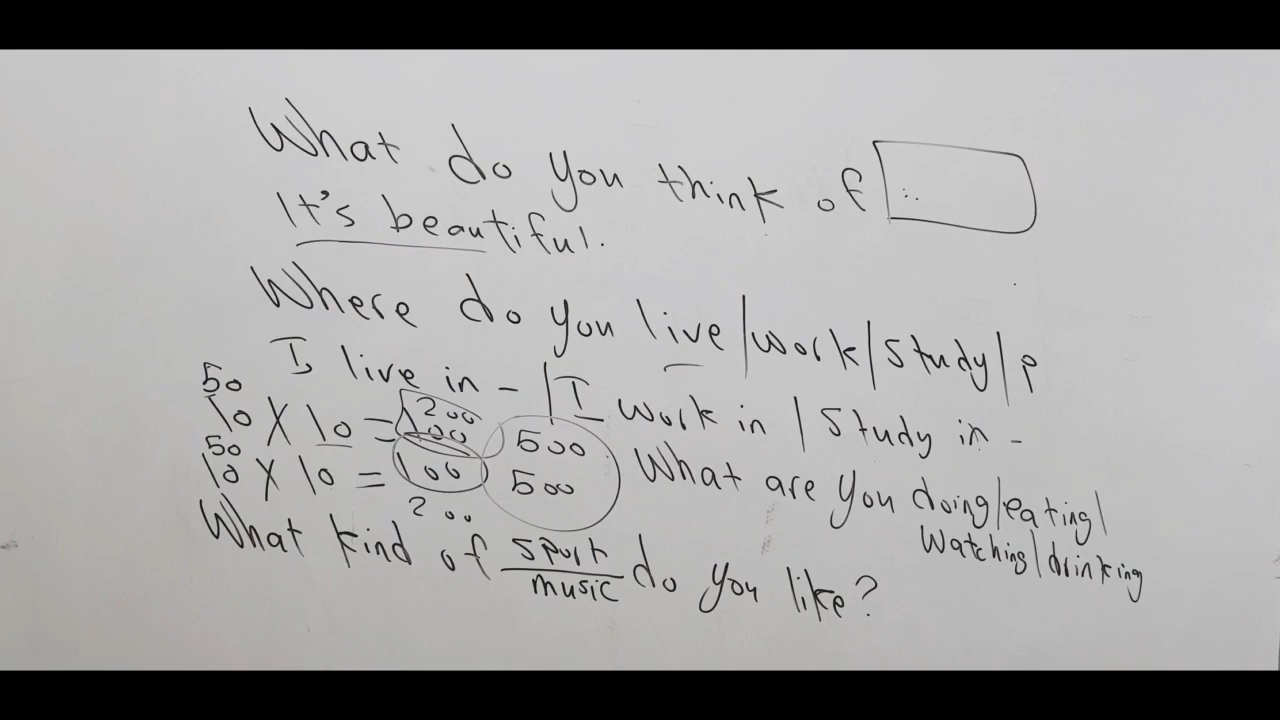 What do you think of
It's beautiful.
Where do you live/work/study/?
I live in - / I work in / Study in -
50
10 X 10 = 100 200
50
10 X 10 = 100
200
500
500
What are you doing/eating/
watching/drinking
What kind of sport/music do you like?